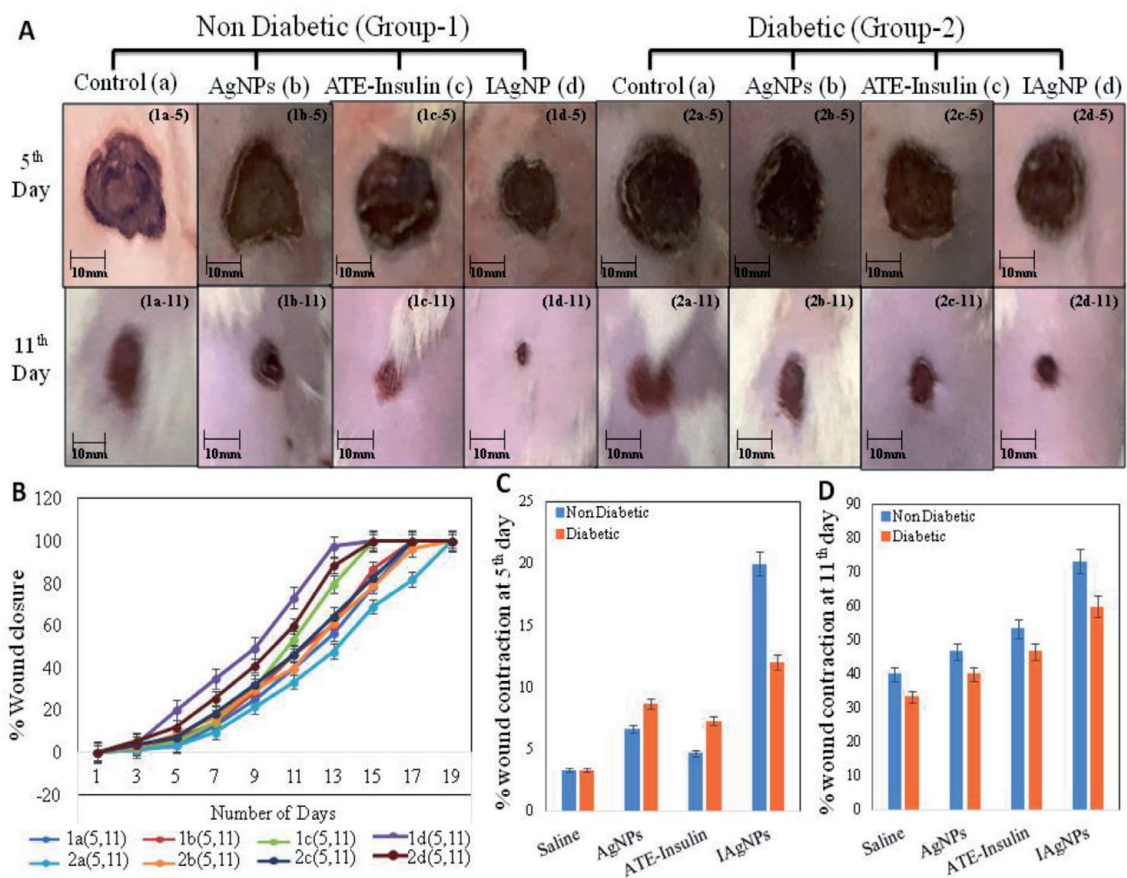 A
Non Diabetic (Group-1)
Diabetic (Group-2)
Control (a)
AgNPs (b)
ATE-Insulin (c)
IAgNP (d)
Control (a)
AgNPs (b)
ATE-Insulin (c)
IAgNP (d)
5th
Day
(1a-5)
(1b-5)
(1c-5)
(1d-5)
(2a-5)
(2b-5)
(2c-5)
(2d-5)
10mm
10mm
10mm
10mm
10mm
10mm
10mm
10mm
11th
Day
(1a-11)
(1b-11)
(1c-11)
(1d-11)
(2a-11)
(2b-11)
(2c-11)
(2d-11)
10mm
10mm
10mm
10mm
10mm
10mm
10mm
10mm
B
% Wound closure
120
100
80
60
40
20
0
-20
1 3 5 7 9 11 13 15 17 19
Number of Days
1a(5,11) 1b(5,11) 1c(5,11) 1d(5,11)
2a(5,11) 2b(5,11) 2c(5,11) 2d(5,11)
C
% wound contraction at 5th day
25
20
15
10
5
0
Non Diabetic
Diabetic
Saline
AgNPs
ATE-Insulin
IAgNPs
D
% wound contraction at 11th day
90
80
70
60
50
40
30
20
10
0
Non Diabetic
Diabetic
Saline
AgNPs
ATE-Insulin
IAgNPs